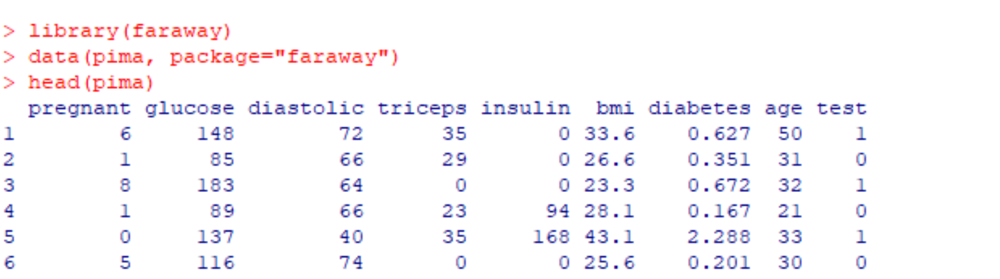 > library(faraway)
> data(pima, package="faraway")
> head(pima)
  pregnant glucose diastolic triceps insulin  bmi diabetes age test
1        6     148        72      35       0 33.6    0.627  50    1
2        1      85        66      29       0 26.6    0.351  31    0
3        8     183        64       0       0 23.3    0.672  32    1
4        1      89        66      23      94 28.1    0.167  21    0
5        0     137        40      35     168 43.1    2.288  33    1
6        5     116        74       0       0 25.6    0.201  30    0